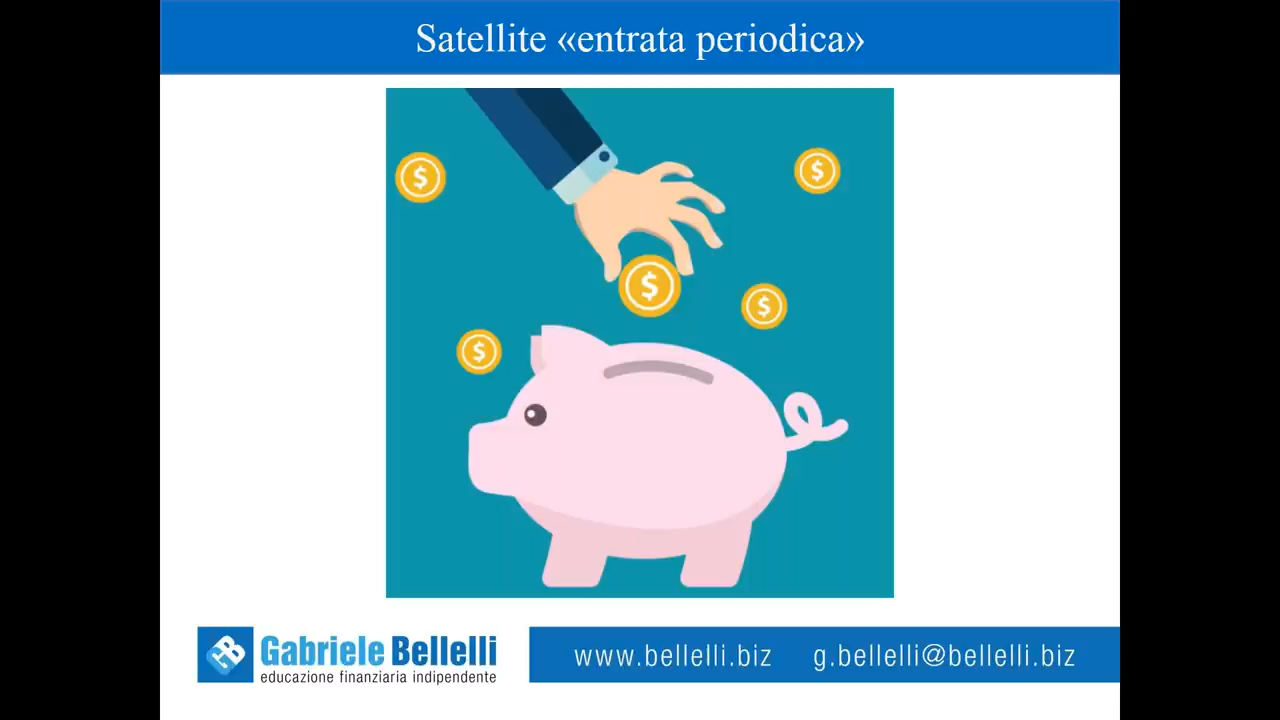 Satellite «entrata periodica»
$
$
$
$
$
Gabriele Bellelli
educazione finanziaria indipendente
www.bellelli.biz g.bellelli@bellelli.biz